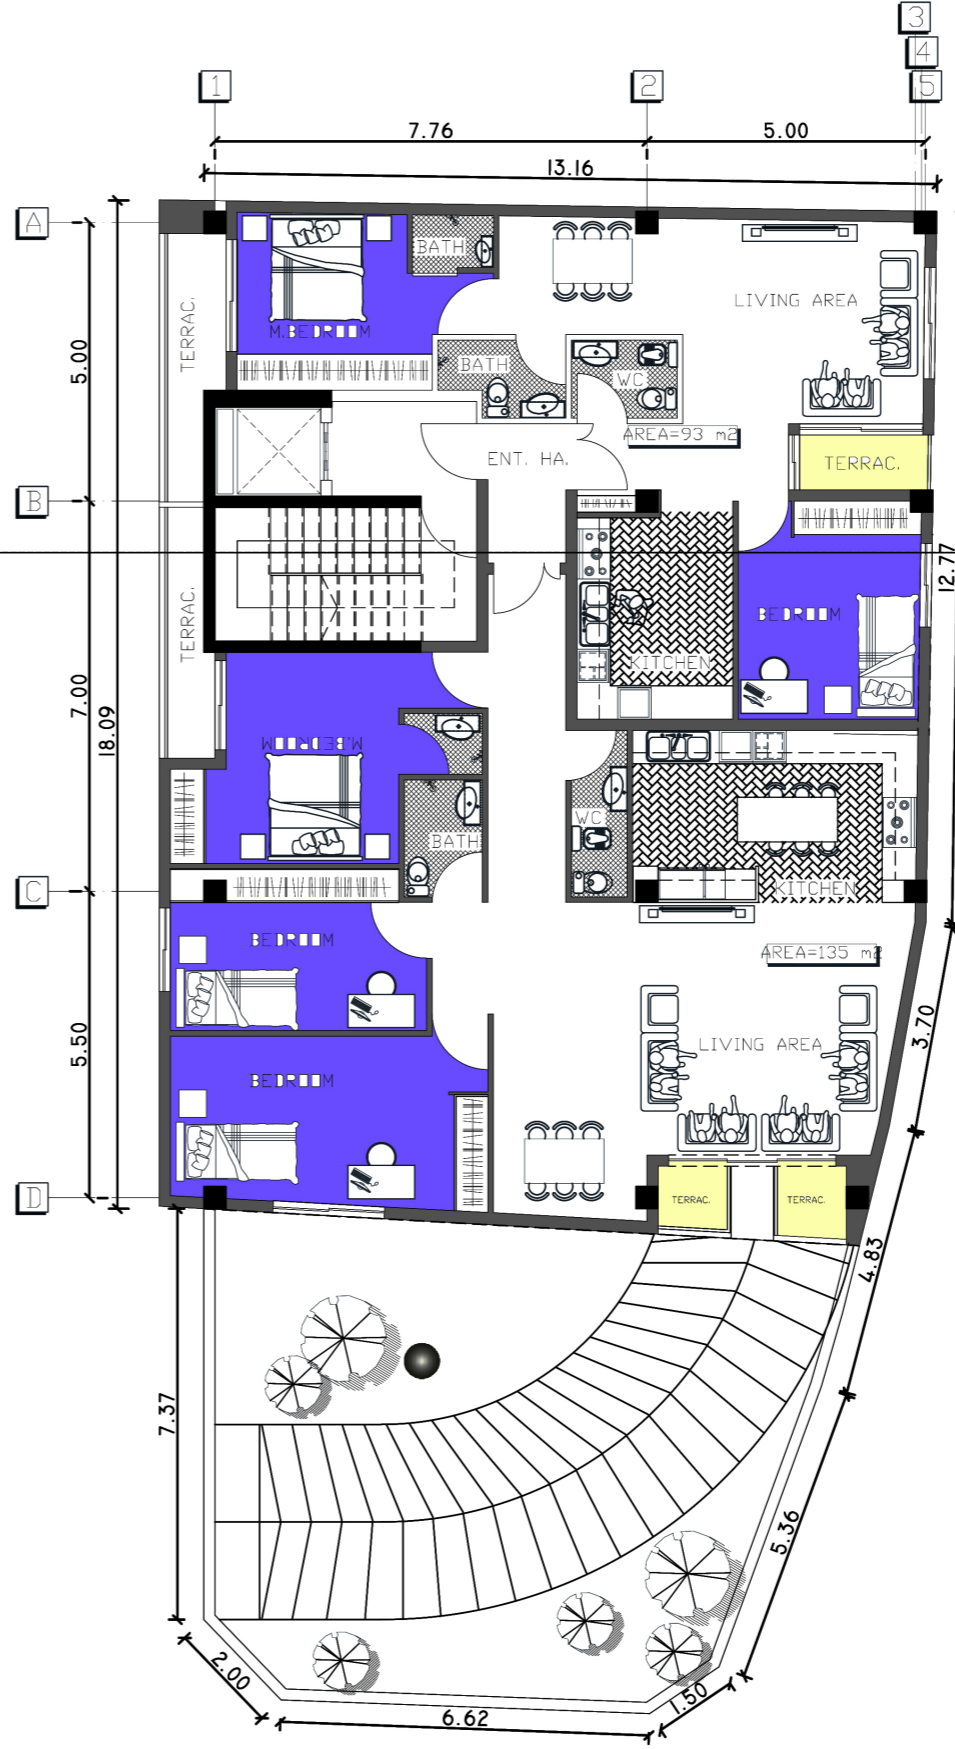 3
4
1
2
5
7.76
5.00
13.16
A
BATH
LIVING AREA
TERRAC.
M.BEDROOM
5.00
BATH
WC
AREA=93 m2
ENT. HA.
TERRAC.
B
12.77
TERRAC.
BEDROOM
KITCHEN
7.00
18.09
M.BEDROOM
WC
BATH
C
KITCHEN
BEDROOM
AREA=135 m2
3.70
5.50
LIVING AREA
BEDROOM
D
TERRAC.
TERRAC.
4.83
7.37
5.36
2.00
1.50
6.62